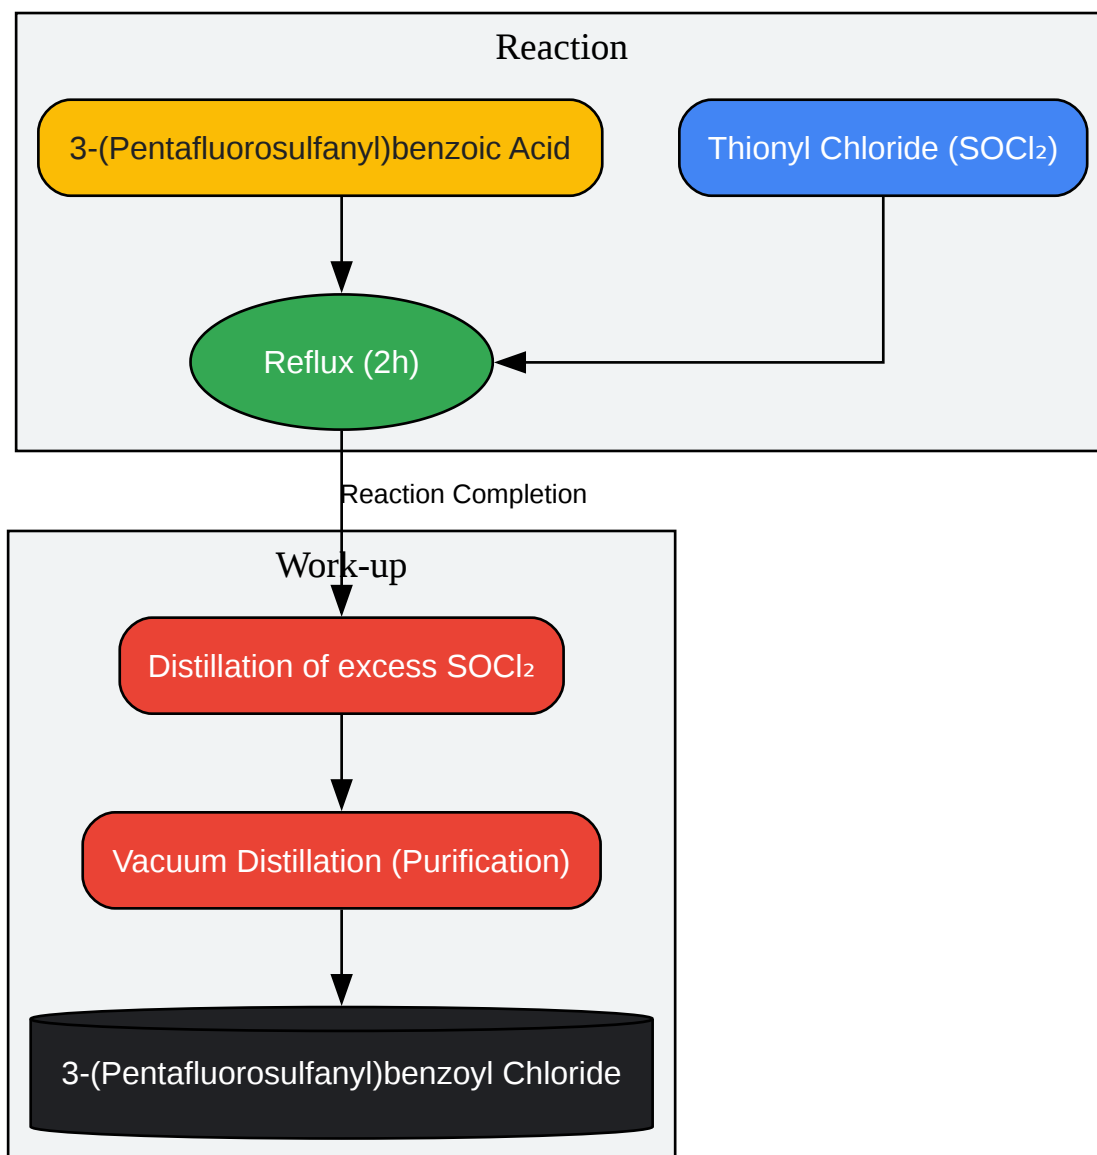 Reaction
3-(Pentafluorosulfanyl)benzoic Acid
Thionyl Chloride (SOCl₂)
Reflux (2h)
Reaction Completion
Work-up
Distillation of excess SOCl₂
Vacuum Distillation (Purification)
3-(Pentafluorosulfanyl)benzoyl Chloride